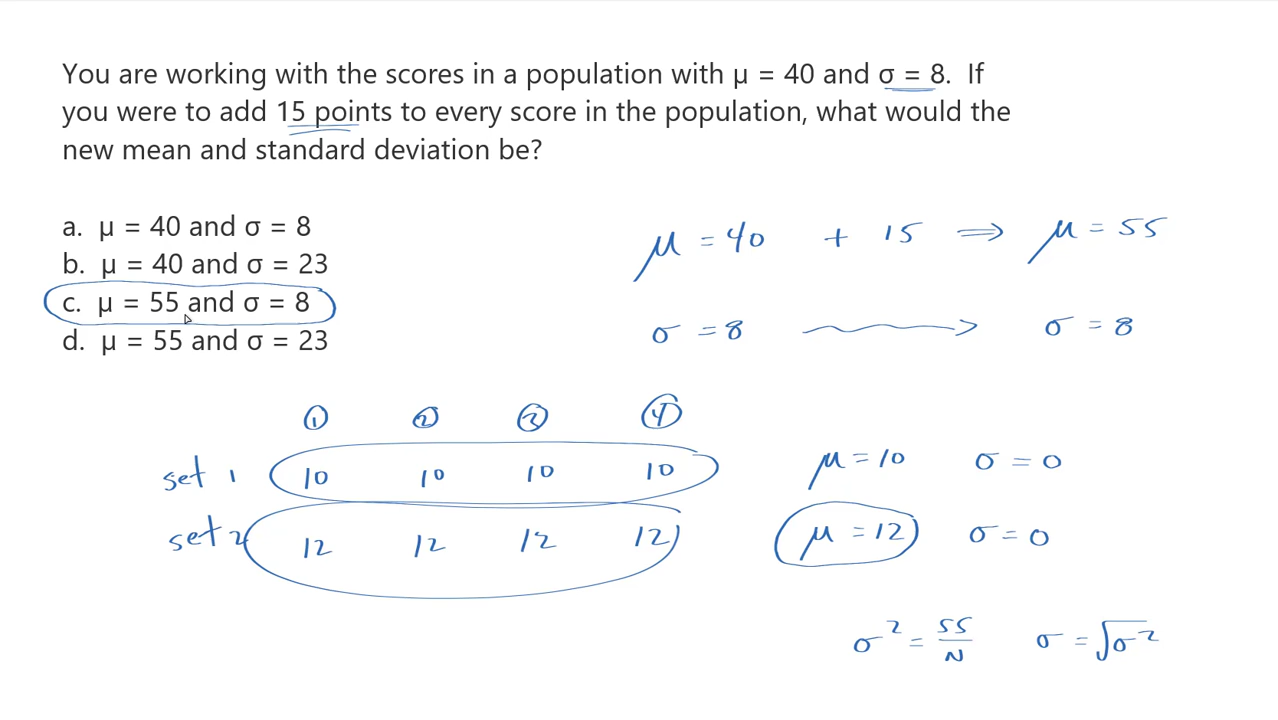 You are working with the scores in a population with μ = 40 and σ = 8. If
you were to add 15 points to every score in the population, what would the
new mean and standard deviation be?
a. μ = 40 and σ = 8
b. μ = 40 and σ = 23
c. μ = 55 and σ = 8
d. μ = 55 and σ = 23
μ = 40 + 15 ⟹ μ = 55
σ = 8 → σ = 8
① ② ③ ④
set 1 10 10 10 10 μ = 10 σ = 0
set 2 12 12 12 12 μ = 12 σ = 0
σ² = SS/N σ = √σ²